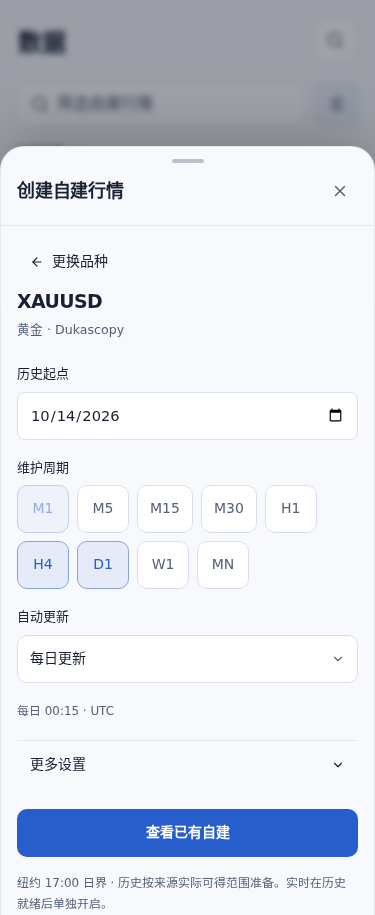 数据
筛选自建行情
创建自建行情
更换品种
XAUUSD
黄金 · Dukascopy
历史起点
10/14/2026
维护周期
M1 M5 M15 M30 H1
H4 D1 W1 MN
自动更新
每日更新
每日 00:15 · UTC
更多设置
查看已有自建
纽约 17:00 日界 · 历史按来源实际可得范围准备。实时在历史
就绪后单独开启。